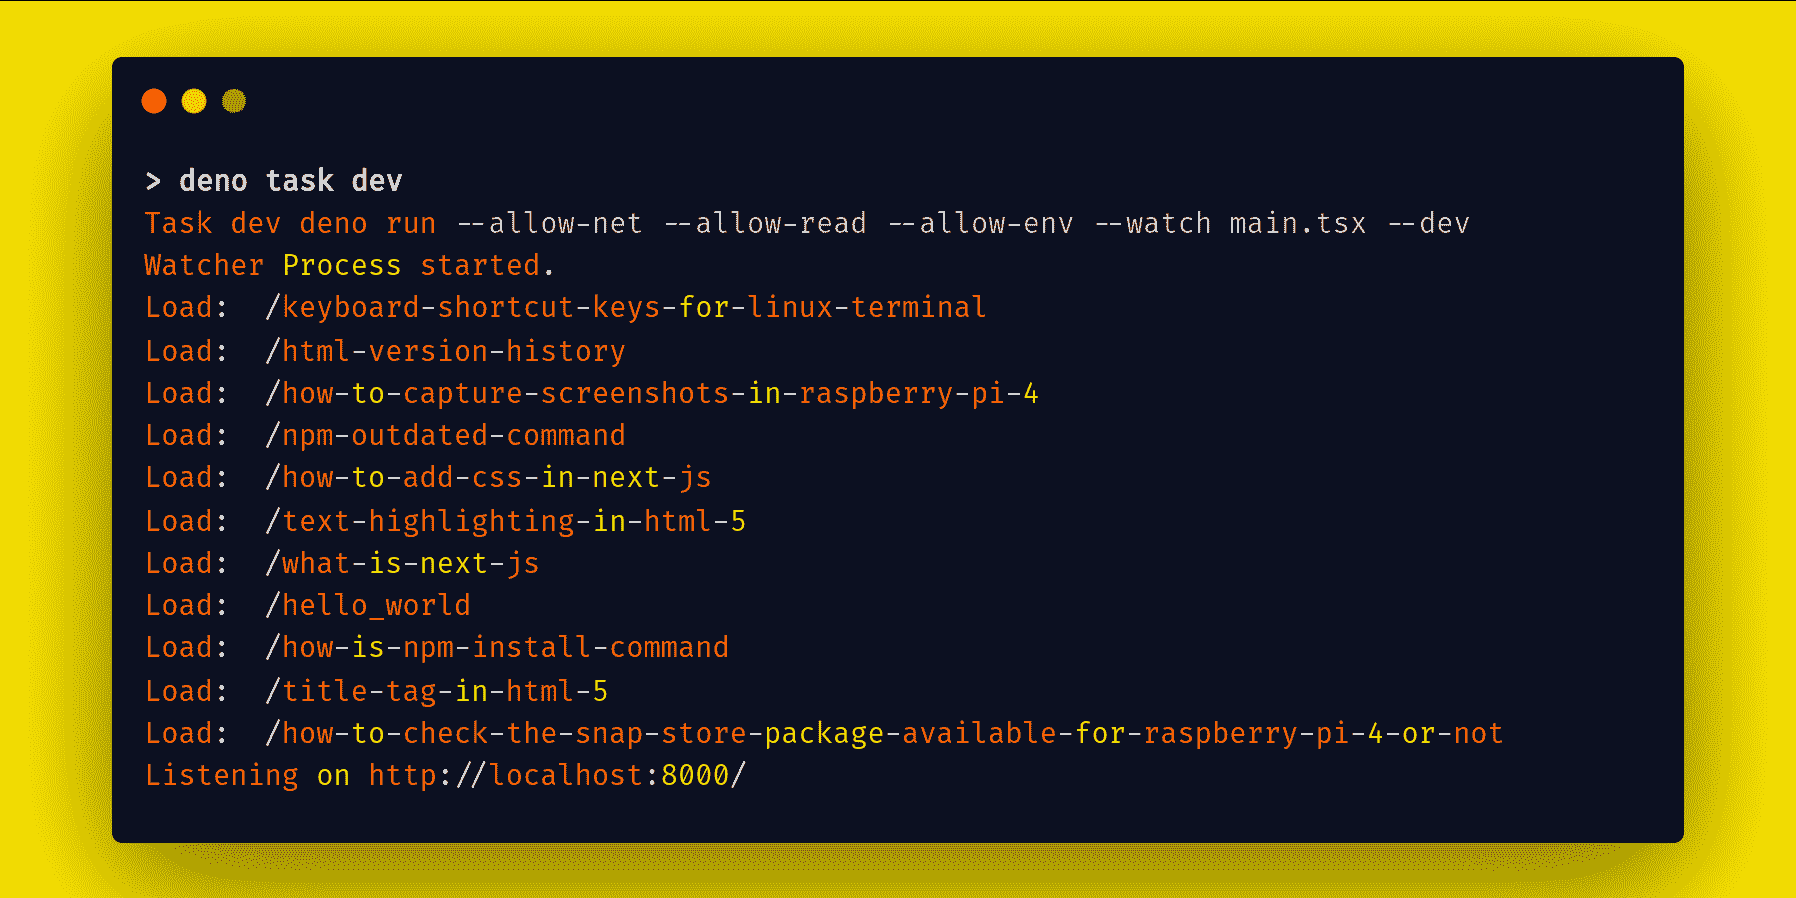 > deno task dev
Task dev deno run --allow-net --allow-read --allow-env --watch main.tsx --dev
Watcher Process started.
Load:  /keyboard-shortcut-keys-for-linux-terminal
Load:  /html-version-history
Load:  /how-to-capture-screenshots-in-raspberry-pi-4
Load:  /npm-outdated-command
Load:  /how-to-add-css-in-next-js
Load:  /text-highlighting-in-html-5
Load:  /what-is-next-js
Load:  /hello_world
Load:  /how-is-npm-install-command
Load:  /title-tag-in-html-5
Load:  /how-to-check-the-snap-store-package-available-for-raspberry-pi-4-or-not
Listening on http://localhost:8000/